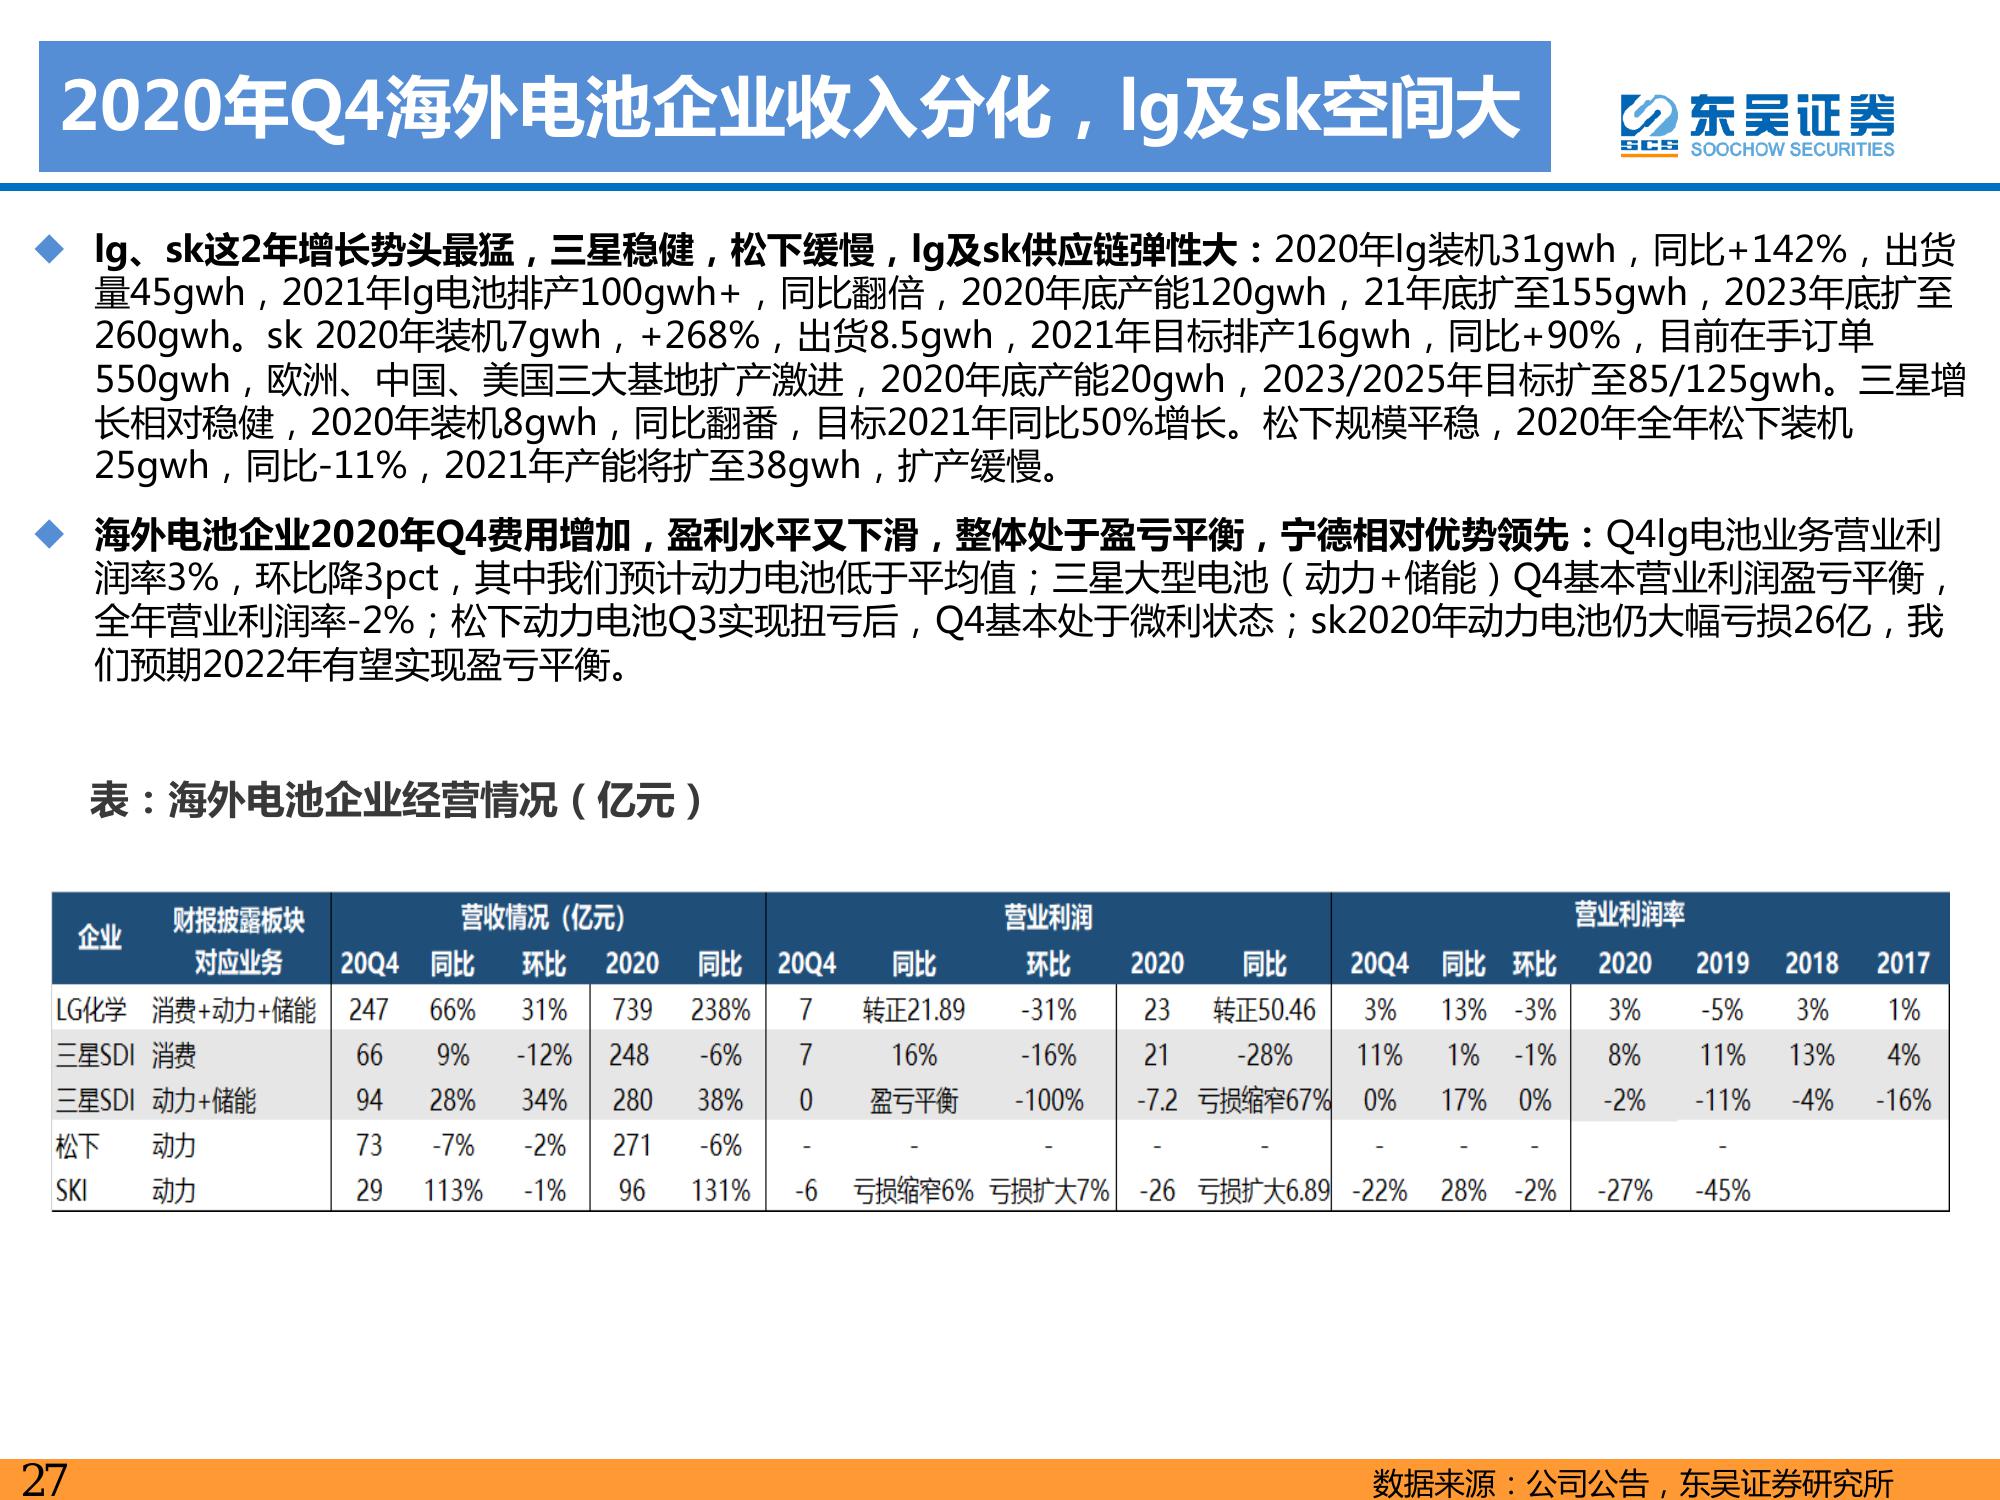 2020年Q4海外电池企业收入分化，lg及sk空间大
东吴证券
SCS
SOOCHOW SECURITIES
lg、sk这2年增长势头最猛，三星稳健，松下缓慢，lg及sk供应链弹性大：2020年lg装机31gwh，同比+142%，出货
量45gwh，2021年lg电池排产100gwh+，同比翻倍，2020年底产能120gwh，21年底扩至155gwh，2023年底扩至
260gwh。sk 2020年装机7gwh，+268%，出货8.5gwh，2021年目标排产16gwh，同比+90%，目前在手订单
550gwh，欧洲、中国、美国三大基地扩产激进，2020年底产能20gwh，2023/2025年目标扩至85/125gwh。三星增
长相对稳健，2020年装机8gwh，同比翻番，目标2021年同比50%增长。松下规模平稳，2020年全年松下装机
25gwh，同比-11%，2021年产能将扩至38gwh，扩产缓慢。
海外电池企业2020年Q4费用增加，盈利水平又下滑，整体处于盈亏平衡，宁德相对优势领先：Q4lg电池业务营业利
润率3%，环比降3pct，其中我们预计动力电池低于平均值；三星大型电池（动力+储能）Q4基本营业利润盈亏平衡，
全年营业利润率-2%；松下动力电池Q3实现扭亏后，Q4基本处于微利状态；sk2020年动力电池仍大幅亏损26亿，我
们预期2022年有望实现盈亏平衡。
表：海外电池企业经营情况（亿元）
企业 财报披露板块对应业务 营收情况（亿元） 营业利润 营业利润率
20Q4 同比 环比 2020 同比 20Q4 同比 环比 2020 同比 20Q4 同比 环比 2020 2019 2018 2017
LG化学 消费+动力+储能 247 66% 31% 739 238% 7 转正21.89 -31% 23 转正50.46 3% 13% -3% 3% -5% 3% 1%
三星SDI 消费 66 9% -12% 248 -6% 7 16% -16% 21 -28% 11% 1% -1% 8% 11% 13% 4%
三星SDI 动力+储能 94 28% 34% 280 38% 0 盈亏平衡 -100% -7.2 亏损缩窄67% 0% 17% 0% -2% -11% -4% -16%
松下 动力 73 -7% -2% 271 -6% - - - - - - - - -
SKI 动力 29 113% -1% 96 131% -6 亏损缩窄6% 亏损扩大7% -26 亏损扩大6.89 -22% 28% -2% -27% -45%
27
数据来源：公司公告，东吴证券研究所